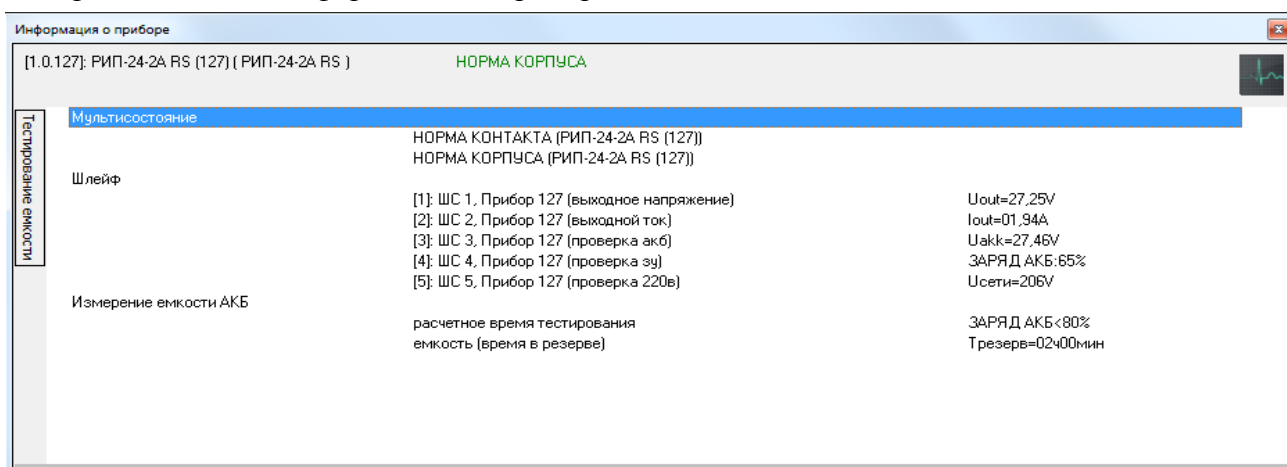 Информация о приборе
[1.0.127]: РИП-24-2А RS (127) ( РИП-24-2А RS ) НОРМА КОРПУСА
Тестирование емкости
Мультисостояние
НОРМА КОНТАКТА (РИП-24-2А RS (127))
НОРМА КОРПУСА (РИП-24-2А RS (127))
Шлейф
[1]: ШС 1, Прибор 127 (выходное напряжение) Uout=27,25V
[2]: ШС 2, Прибор 127 (выходной ток) Iout=01,94A
[3]: ШС 3, Прибор 127 (проверка акб) Uakk=27,46V
[4]: ШС 4, Прибор 127 (проверка зу) ЗАРЯД АКБ:65%
[5]: ШС 5, Прибор 127 (проверка 220в) Uсети=206V
Измерение емкости АКБ
расчетное время тестирования ЗАРЯД АКБ<80%
емкость (время в резерве) Tрезерв=02ч00мин